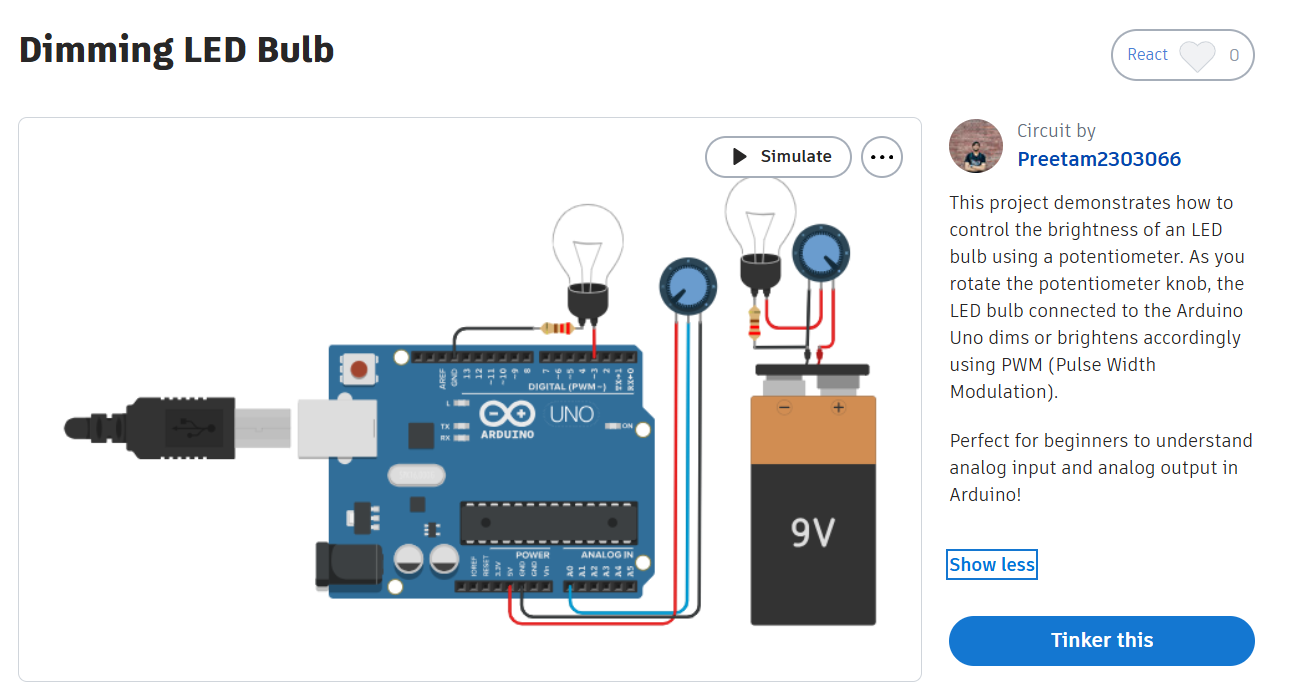 Dimming LED Bulb
React 0
Simulate
Circuit by
Preetam2303066
This project demonstrates how to
control the brightness of an LED
bulb using a potentiometer. As you
rotate the potentiometer knob, the
LED bulb connected to the Arduino
Uno dims or brightens accordingly
using PWM (Pulse Width
Modulation).
Perfect for beginners to understand
analog input and analog output in
Arduino!
Show less
Tinker this
AREF GND 13 12 ~11 ~10 ~9 8 7 ~6 ~5 4 ~3 2 TX→1 RX←0
DIGITAL (PWM~)
L
TX
RX
UNO
ARDUINO
ON
POWER ANALOG IN
IOREF RESET 3.3V 5V GND GND Vin A0 A1 A2 A3 A4 A5
− +
9V